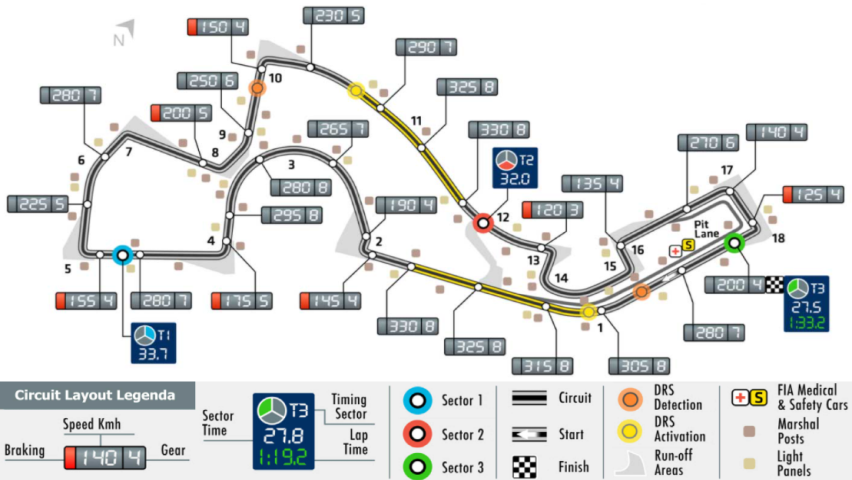 N
150 4
230 5
290 7
325 8
330 8
250 6
280 7
200 5
225 5
155 4
280 7
T1
33.7
175 5
295 8
280 8
265 7
190 4
145 4
330 8
325 8
315 8
305 8
280 7
T2
32.0
120 3
135 4
270 6
140 4
125 4
200 4
T3
27.5
1:33.2
Pit
Lane
S
1
2
3
4
5
6
7
8
9
10
11
12
13
14
15
16
17
18
Circuit Layout Legenda
Speed Kmh
Braking
140 4
Gear
Sector
Time
T3
27.8
1:19.2
Timing
Sector
Lap
Time
Sector 1
Sector 2
Sector 3
Circuit
Start
Finish
DRS
Detection
DRS
Activation
Run-off
Areas
S
FIA Medical
& Safety Cars
Marshal
Posts
Light
Panels